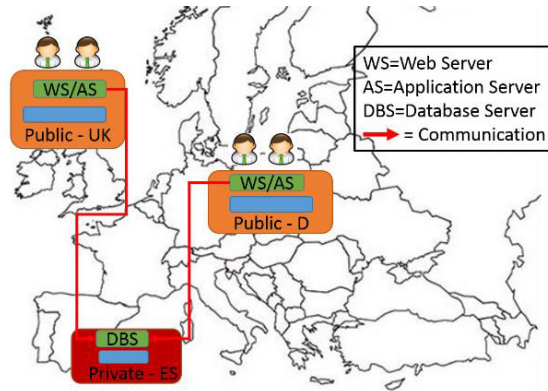 WS/AS
Public - UK
WS=Web Server
AS=Application Server
DBS=Database Server
= Communication
WS/AS
Public - D
DBS
Private - ES